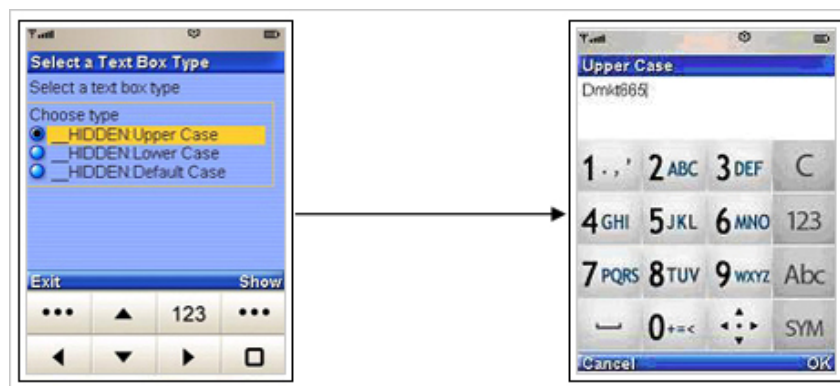 Select a Text Box Type
Select a text box type
Choose type
__HIDDEN:Upper Case
__HIDDEN:Lower Case
__HIDDEN:Default Case
Exit Show
123
Upper Case
Dmkt665
1 . , ' 2 ABC 3 DEF C
4 GHI 5 JKL 6 MNO 123
7 PQRS 8 TUV 9 WXYZ Abc
0 +=< SYM
Cancel OK